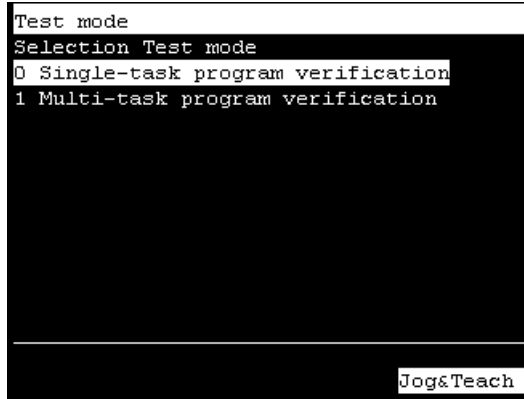 Test mode
Selection Test mode
0 Single-task program verification
1 Multi-task program verification
Jog&Teach